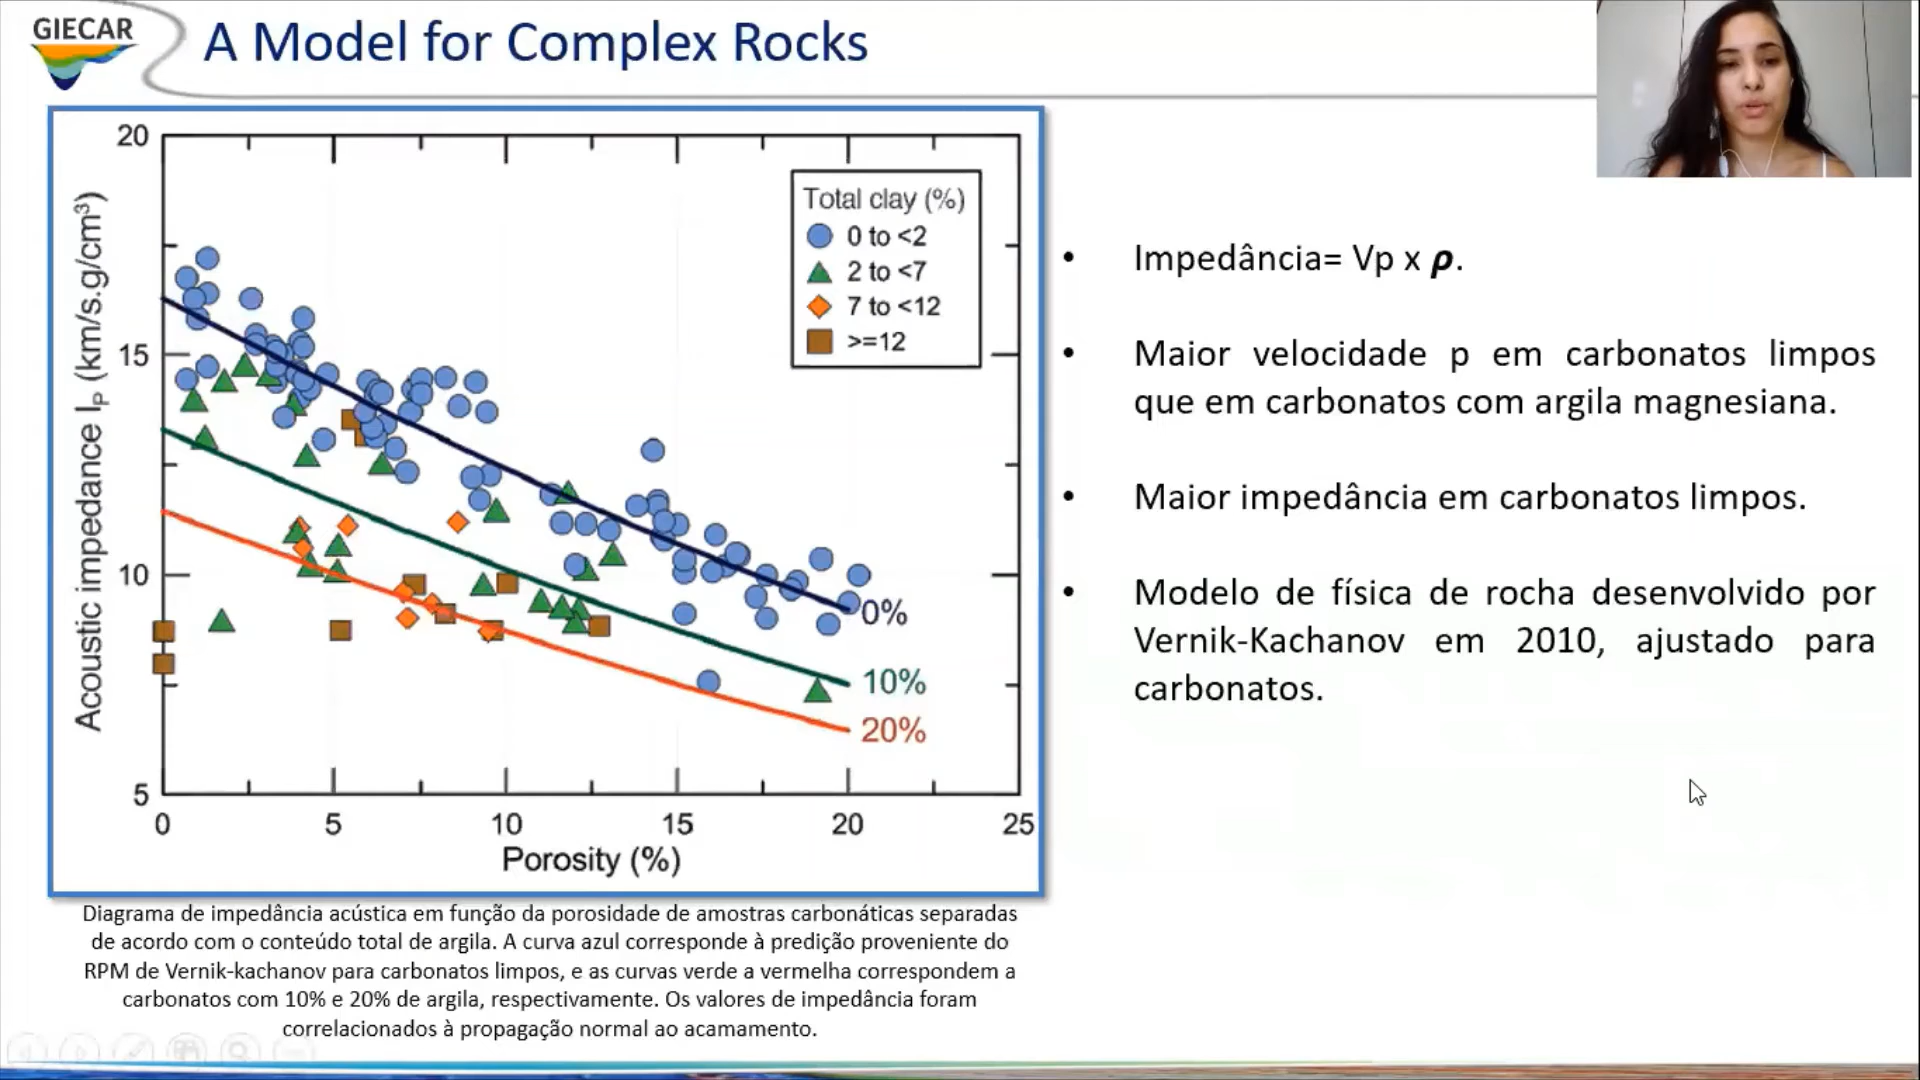 GIECAR
A Model for Complex Rocks
20
15
10
5
Acoustic impedance IP (km/s.g/cm³)
Total clay (%)
0 to <2
2 to <7
7 to <12
>=12
0%
10%
20%
0
5
10
15
20
25
Porosity (%)
Diagrama de impedância acústica em função da porosidade de amostras carbonáticas separadas
de acordo com o conteúdo total de argila. A curva azul corresponde à predição proveniente do
RPM de Vernik-kachanov para carbonatos limpos, e as curvas verde a vermelha correspondem a
carbonatos com 10% e 20% de argila, respectivamente. Os valores de impedância foram
correlacionados à propagação normal ao acamamento.
• Impedância= Vp x ρ.
• Maior velocidade p em carbonatos limpos
que em carbonatos com argila magnesiana.
• Maior impedância em carbonatos limpos.
• Modelo de física de rocha desenvolvido por
Vernik-Kachanov em 2010, ajustado para
carbonatos.